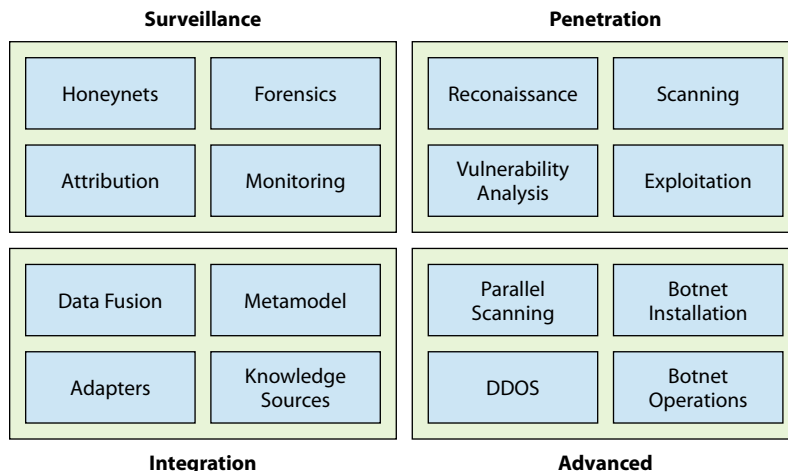 Surveillance
Honeynets
Forensics
Attribution
Monitoring
Penetration
Reconaissance
Scanning
Vulnerability
Analysis
Exploitation
Data Fusion
Metamodel
Adapters
Knowledge
Sources
Integration
Parallel
Scanning
Botnet
Installation
DDOS
Botnet
Operations
Advanced